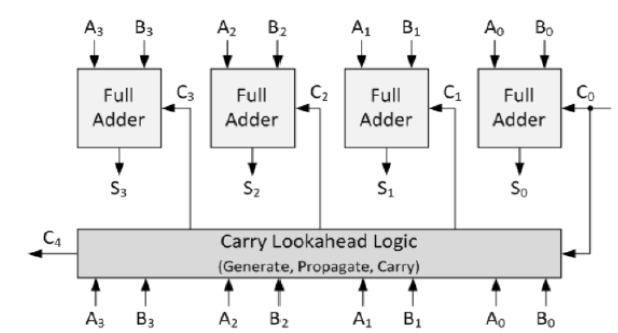 A₃ B₃ A₂ B₂ A₁ B₁ A₀ B₀
Full Adder C₃ Full Adder C₂ Full Adder C₁ Full Adder C₀
S₃ S₂ S₁ S₀
C₄
Carry Lookahead Logic
(Generate, Propagate, Carry)
A₃ B₃ A₂ B₂ A₁ B₁ A₀ B₀